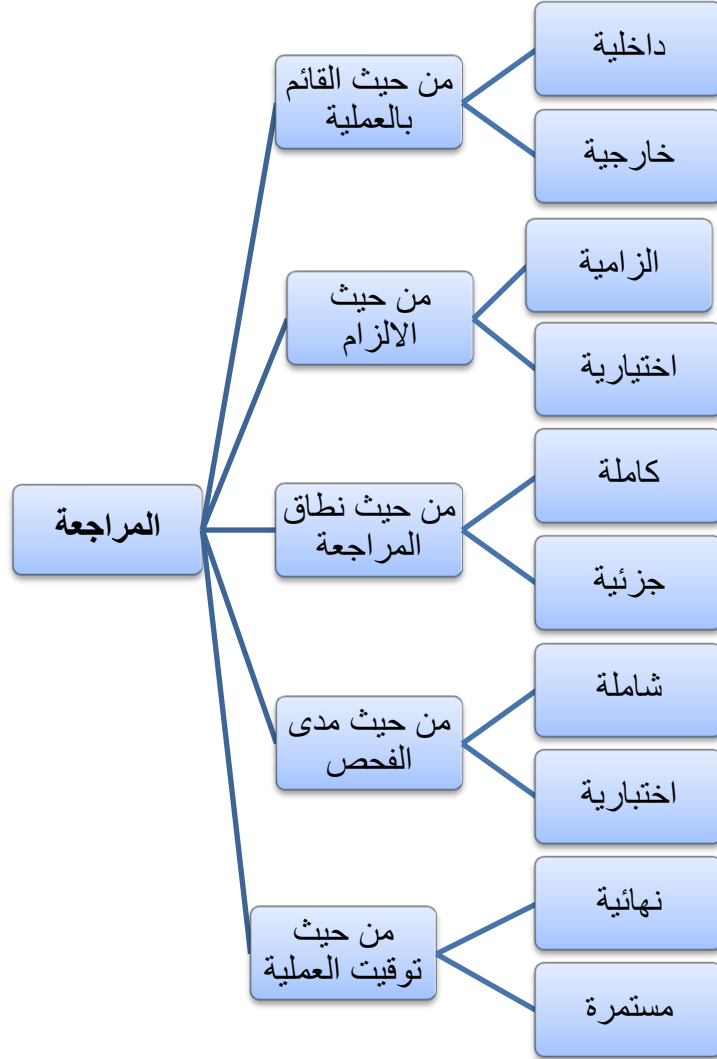 المراجعة
من حيث القائم
بالعملية
داخلية
خارجية
من حيث
الالزام
الزامية
اختيارية
من حيث نطاق
المراجعة
كاملة
جزئية
من حيث مدى
الفحص
شاملة
اختبارية
من حيث
توقيت العملية
نهائية
مستمرة